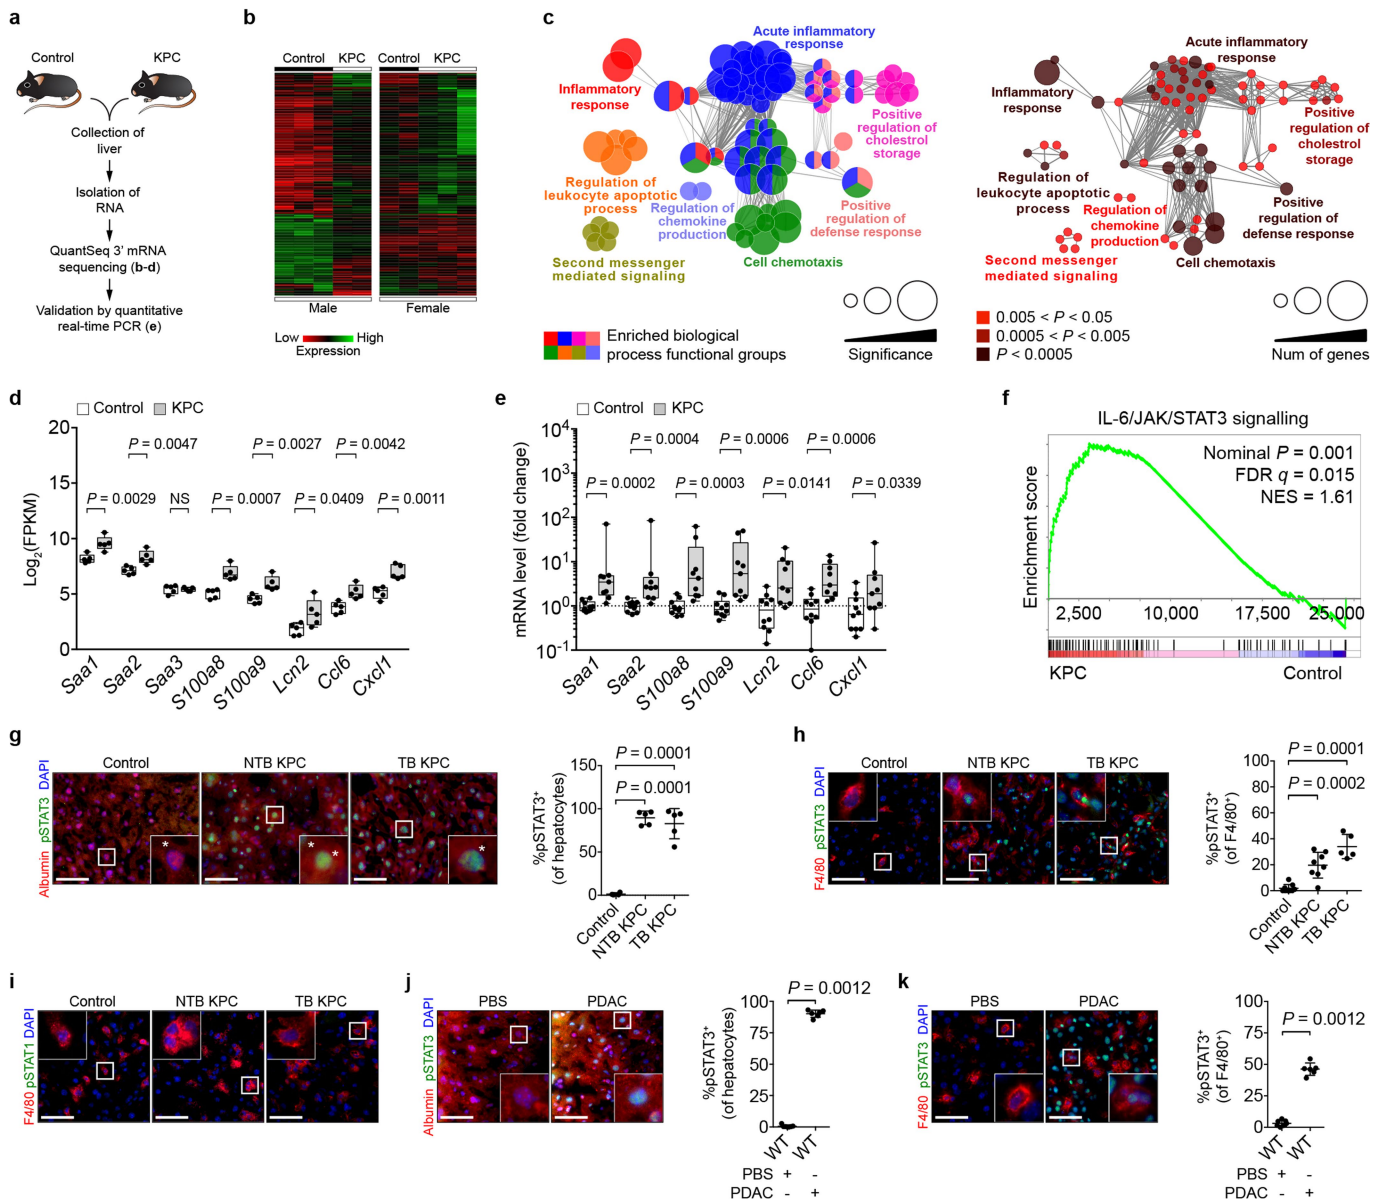 a
Control
KPC
Collection of
liver
Isolation of
RNA
QuantSeq 3' mRNA
sequencing (b-d)
Validation by quantitative
real-time PCR (e)
b
Control KPC Control KPC
Male Female
Low High
Expression
c
Acute inflammatory
response
Inflammatory
response
Positive
regulation of
cholestrol
storage
Regulation of
leukocyte apoptotic
process
Regulation of
chemokine
production
Positive
regulation of
defense response
Second messenger
mediated signaling
Cell chemotaxis
Enriched biological
process functional groups
Significance
Acute inflammatory
response
Inflammatory
response
Positive
regulation of
cholestrol
storage
Regulation of
leukocyte apoptotic
process
Regulation of
chemokine
production
Positive
regulation of
defense response
Second messenger
mediated signaling
Cell chemotaxis
0.005 < P < 0.05
0.0005 < P < 0.005
P < 0.0005
Num of genes
d
Control KPC
Log2(FPKM)
20
15
10
5
0
P = 0.0047 P = 0.0027 P = 0.0042
P = 0.0029 NS P = 0.0007 P = 0.0409 P = 0.0011
Saa1 Saa2 Saa3 S100a8 S100a9 Lcn2 Ccl6 Cxcl1
e
Control KPC
mRNA level (fold change)
10⁴
10³
10²
10¹
10⁰
10⁻¹
P = 0.0004 P = 0.0006 P = 0.0006
P = 0.0002 P = 0.0003 P = 0.0141 P = 0.0339
Saa1 Saa2 S100a8 S100a9 Lcn2 Ccl6 Cxcl1
f
IL-6/JAK/STAT3 signalling
Nominal P = 0.001
FDR q = 0.015
NES = 1.61
Enrichment score
2,500 10,000 17,500 25,000
KPC Control
g
Albumin pSTAT3 DAPI
Control NTB KPC TB KPC
* * * *
%pSTAT3⁺
(of hepatocytes)
150
100
50
0
P = 0.0001
P = 0.0001
Control NTB KPC TB KPC
h
F4/80 pSTAT3 DAPI
Control NTB KPC TB KPC
%pSTAT3⁺
(of F4/80⁺)
100
80
60
40
20
0
P = 0.0001
P = 0.0002
Control NTB KPC TB KPC
i
F4/80 pSTAT1 DAPI
Control NTB KPC TB KPC
j
Albumin pSTAT3 DAPI
PBS PDAC
%pSTAT3⁺
(of hepatocytes)
100
75
50
25
0
P = 0.0012
WT WT
PBS + -
PDAC - +
k
F4/80 pSTAT3 DAPI
PBS PDAC
%pSTAT3⁺
(of F4/80⁺)
100
75
50
25
0
P = 0.0012
WT WT
PBS + -
PDAC - +